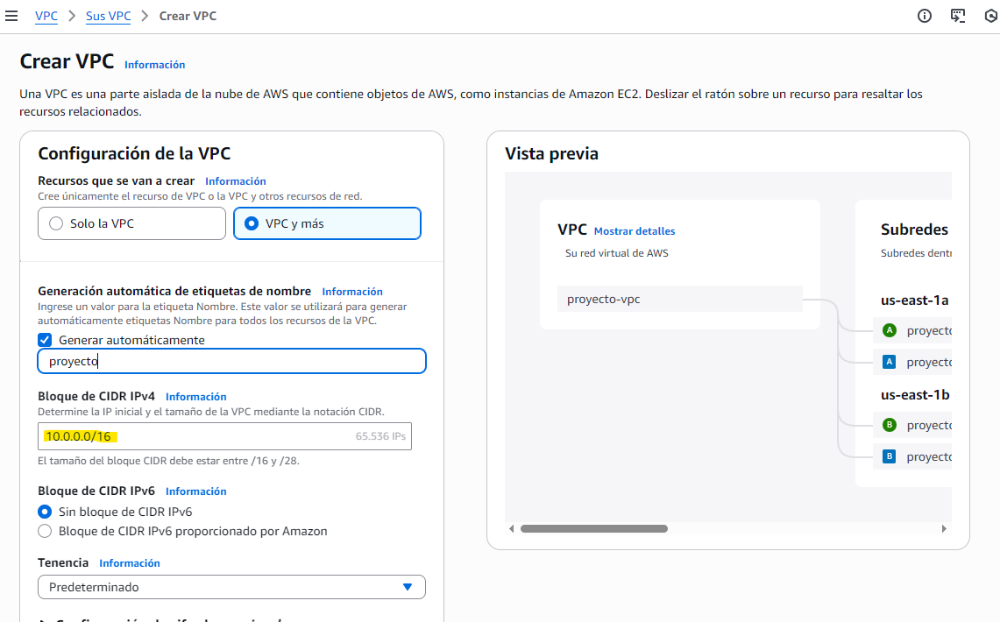 VPC > Sus VPC > Crear VPC
Crear VPC Información
Una VPC es una parte aislada de la nube de AWS que contiene objetos de AWS, como instancias de Amazon EC2. Deslizar el ratón sobre un recurso para resaltar los
recursos relacionados.
Configuración de la VPC
Recursos que se van a crear Información
Cree únicamente el recurso de VPC o la VPC y otros recursos de red.
Solo la VPC
VPC y más
Generación automática de etiquetas de nombre Información
Ingrese un valor para la etiqueta Nombre. Este valor se utilizará para generar
automáticamente etiquetas Nombre para todos los recursos de la VPC.
Generar automáticamente
proyecto
Bloque de CIDR IPv4 Información
Determine la IP inicial y el tamaño de la VPC mediante la notación CIDR.
10.0.0.0/16 65.536 IPs
El tamaño del bloque CIDR debe estar entre /16 y /28.
Bloque de CIDR IPv6 Información
Sin bloque de CIDR IPv6
Bloque de CIDR IPv6 proporcionado por Amazon
Tenencia Información
Predeterminado
Vista previa
VPC Mostrar detalles
Su red virtual de AWS
proyecto-vpc
Subredes
Subredes dent
us-east-1a
A proyecto
A proyecto
us-east-1b
B proyecto
B proyecto